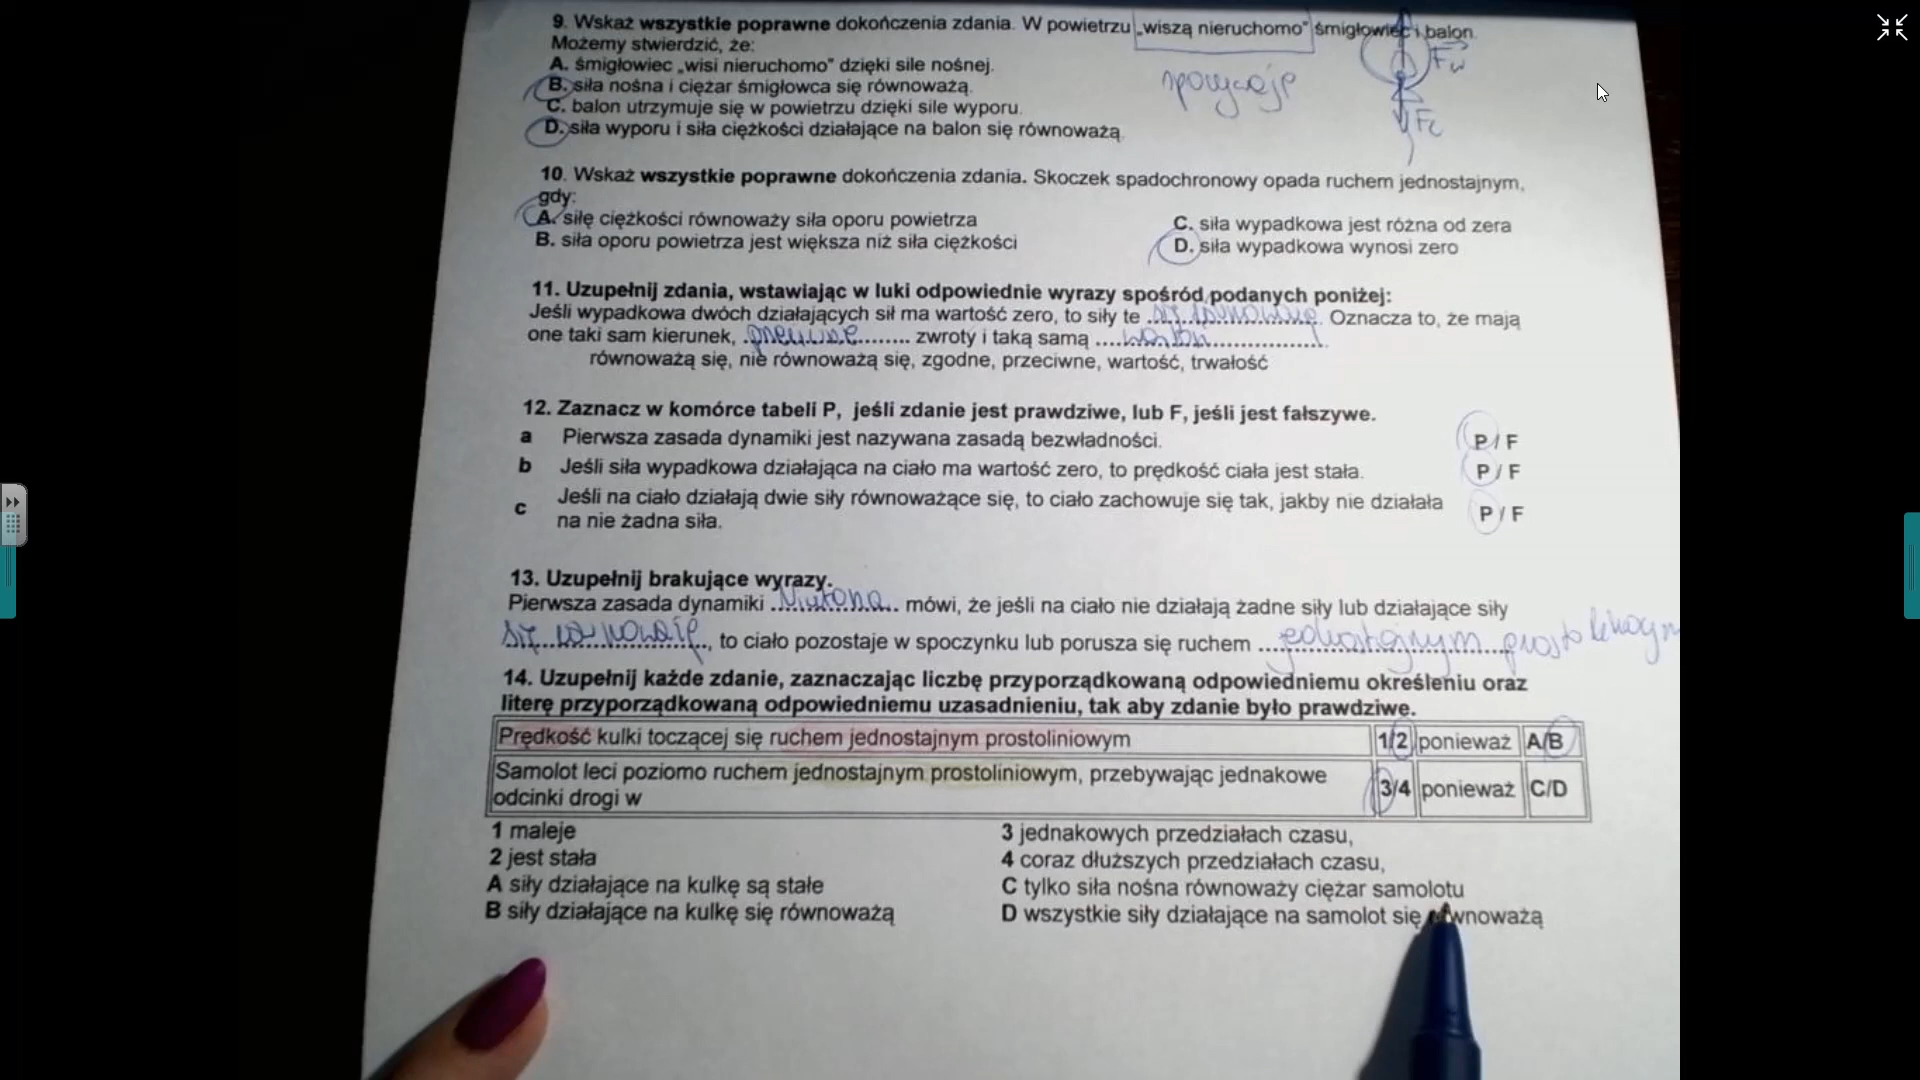 9. Wskaż wszystkie poprawne dokończenia zdania. W powietrzu „wiszą nieruchomo” śmigłowiec i balon.
Możemy stwierdzić, że:
A. śmigłowiec „wisi nieruchomo” dzięki sile nośnej.
B. siła nośna i ciężar śmigłowca się równoważą.
C. balon utrzymuje się w powietrzu dzięki sile wyporu.
D. siła wyporu i siła ciężkości działające na balon się równoważą.
Fw
Fc
10. Wskaż wszystkie poprawne dokończenia zdania. Skoczek spadochronowy opada ruchem jednostajnym,
gdy:
A. siłę ciężkości równoważy siła oporu powietrza
B. siła oporu powietrza jest większa niż siła ciężkości
C. siła wypadkowa jest różna od zera
D. siła wypadkowa wynosi zero
11. Uzupełnij zdania, wstawiając w luki odpowiednie wyrazy spośród podanych poniżej:
Jeśli wypadkowa dwóch działających sił ma wartość zero, to siły te się równoważą. Oznacza to, że mają
one taki sam kierunek, przeciwne zwroty i taką samą wartość.
równoważą się, nie równoważą się, zgodne, przeciwne, wartość, trwałość
12. Zaznacz w komórce tabeli P, jeśli zdanie jest prawdziwe, lub F, jeśli jest fałszywe.
a Pierwsza zasada dynamiki jest nazywana zasadą bezwładności. P / F
b Jeśli siła wypadkowa działająca na ciało ma wartość zero, to prędkość ciała jest stała. P / F
c Jeśli na ciało działają dwie siły równoważące się, to ciało zachowuje się tak, jakby nie działała
na nie żadna siła. P / F
13. Uzupełnij brakujące wyrazy.
Pierwsza zasada dynamiki Niutona mówi, że jeśli na ciało nie działają żadne siły lub działające siły
się równoważą, to ciało pozostaje w spoczynku lub porusza się ruchem jednostajnym prostoliniowym
14. Uzupełnij każde zdanie, zaznaczając liczbę przyporządkowaną odpowiedniemu określeniu oraz
literę przyporządkowaną odpowiedniemu uzasadnieniu, tak aby zdanie było prawdziwe.
Prędkość kulki toczącej się ruchem jednostajnym prostoliniowym 1/2 ponieważ A/B
Samolot leci poziomo ruchem jednostajnym prostoliniowym, przebywając jednakowe
odcinki drogi w 3/4 ponieważ C/D
1 maleje
2 jest stała
A siły działające na kulkę są stałe
B siły działające na kulkę się równoważą
3 jednakowych przedziałach czasu,
4 coraz dłuższych przedziałach czasu,
C tylko siła nośna równoważy ciężar samolotu
D wszystkie siły działające na samolot się równoważą